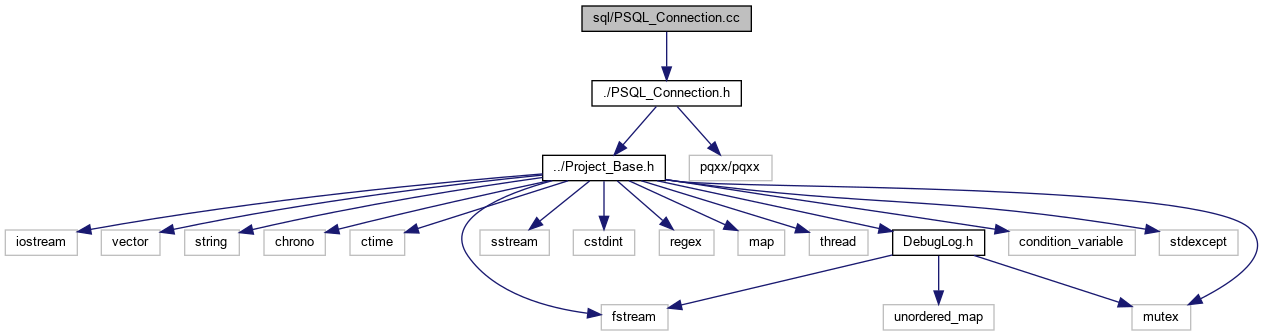 sql/PSQL_Connection.cc
./PSQL_Connection.h
../Project_Base.h
pqxx/pqxx
iostream
vector
string
chrono
ctime
sstream
cstdint
regex
map
thread
DebugLog.h
condition_variable
stdexcept
fstream
unordered_map
mutex